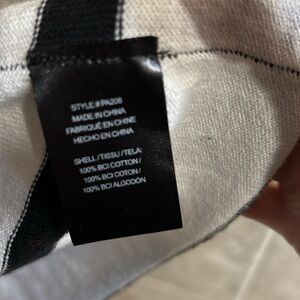 STYLE # PA208
MADE IN CHINA
FABRIQUÉ EN CHINE
HECHO EN CHINA
SHELL / TISSU / TELA:
100% BCI COTTON /
100% BCI COTON /
100% BCI ALGODÓN